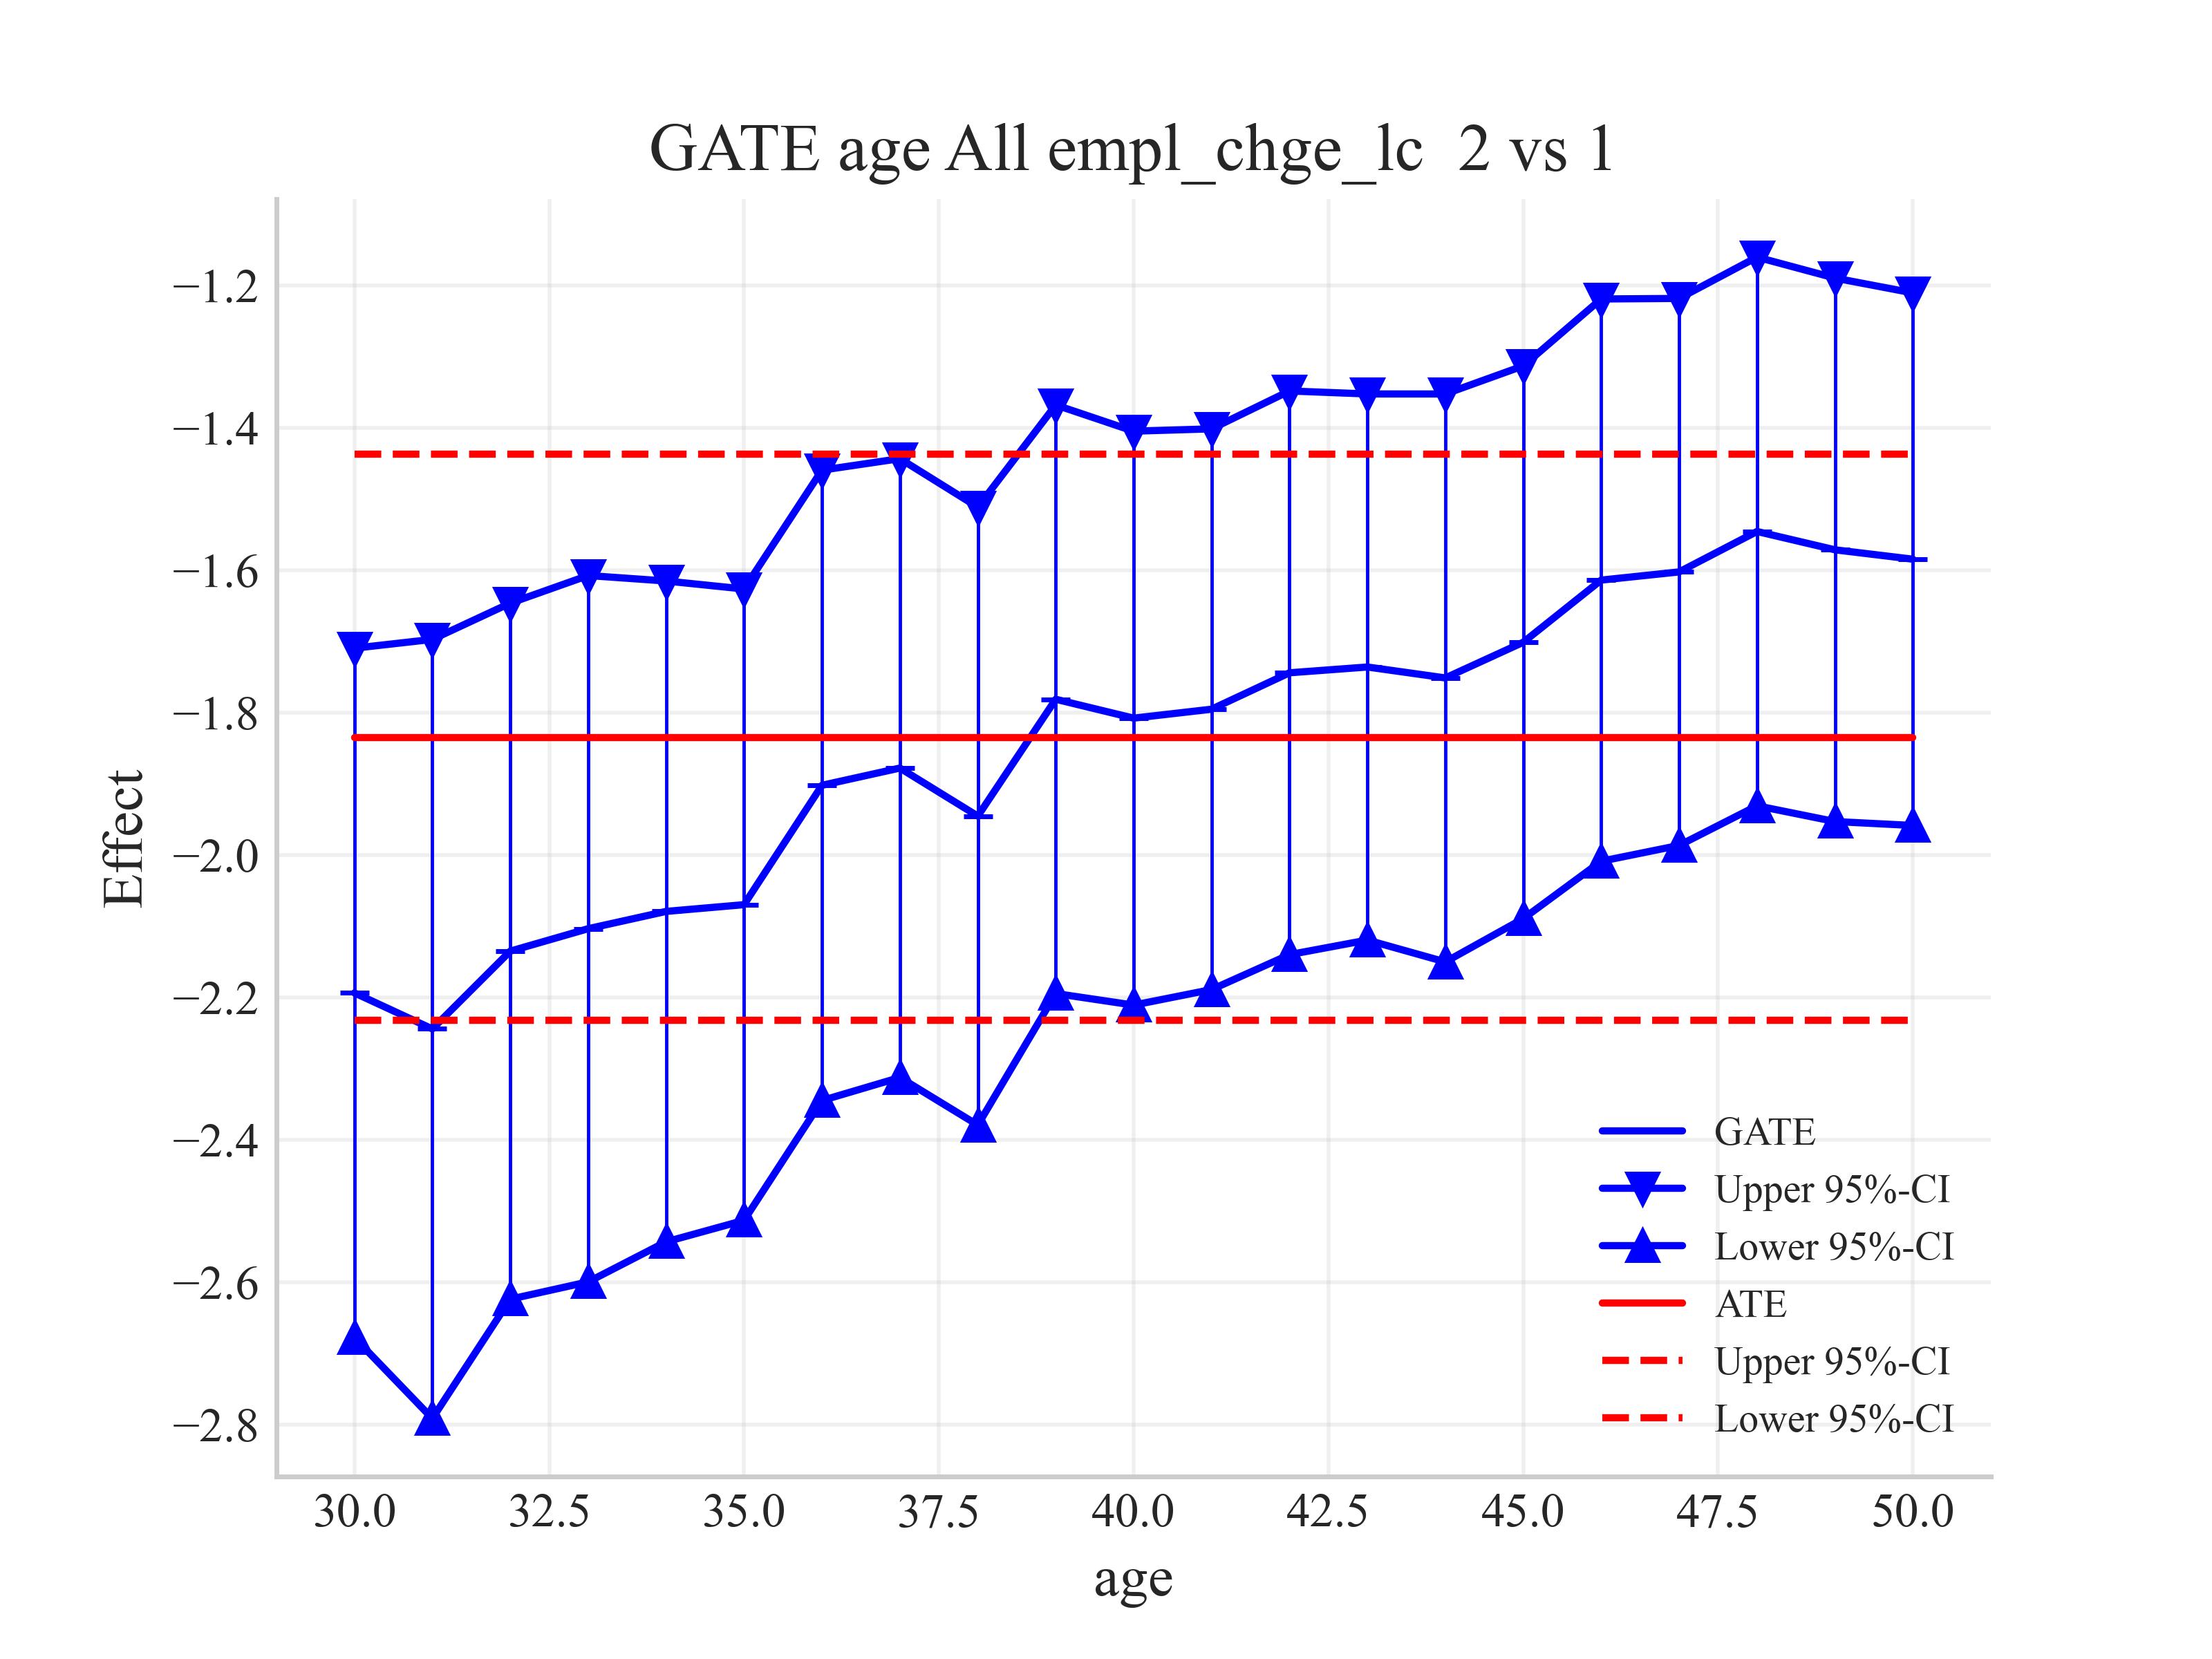 GATE age All empl_chge_lc  2 vs 1
Effect
−1.2
−1.4
−1.6
−1.8
−2.0
−2.2
−2.4
−2.6
−2.8
GATE
Upper 95%-CI
Lower 95%-CI
ATE
Upper 95%-CI
Lower 95%-CI
30.0 32.5 35.0 37.5 40.0 42.5 45.0 47.5 50.0
age